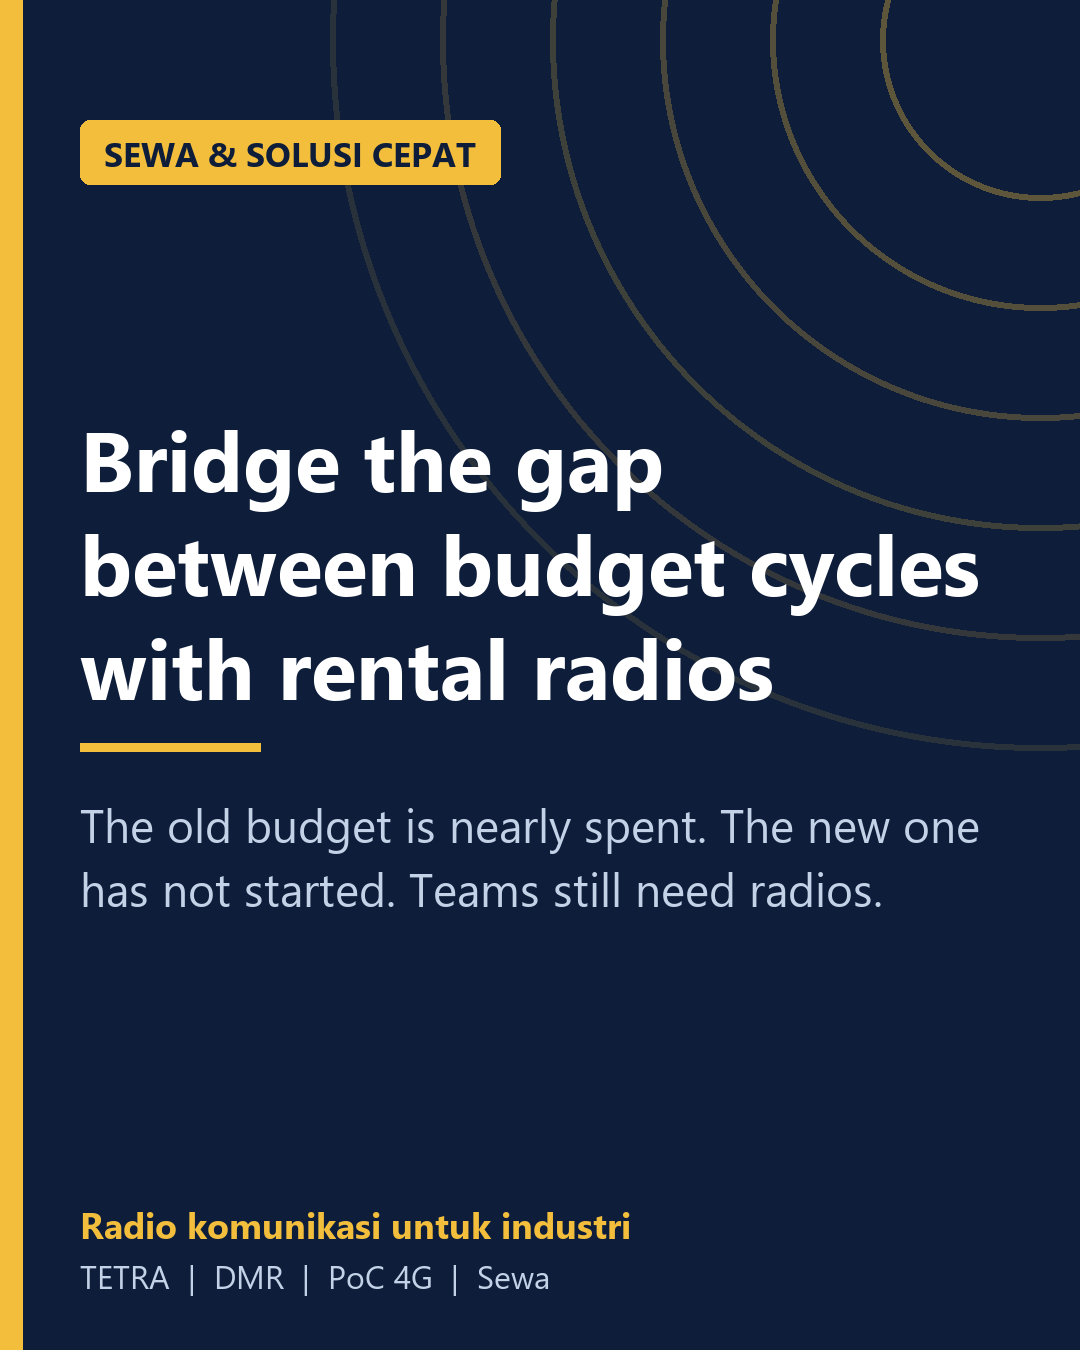 SEWA & SOLUSI CEPAT
Bridge the gap
between budget cycles
with rental radios
The old budget is nearly spent. The new one
has not started. Teams still need radios.
Radio komunikasi untuk industri
TETRA | DMR | PoC 4G | Sewa